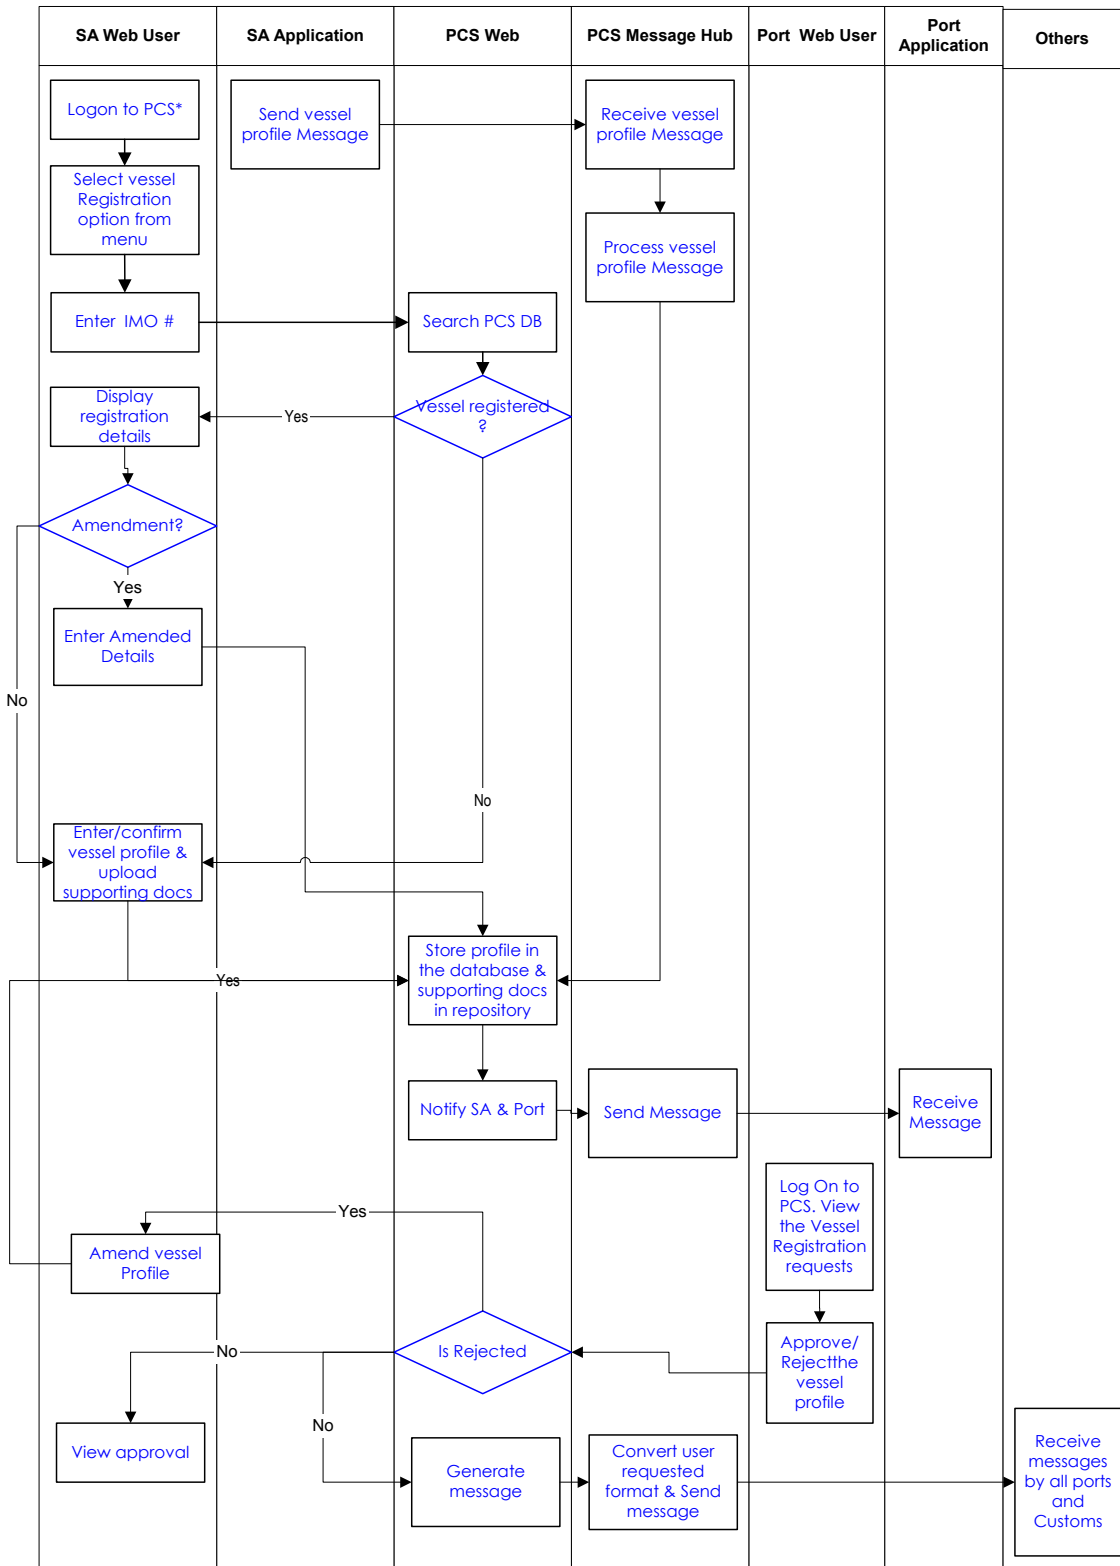 SA Web User
SA Application
PCS Web
PCS Message Hub
Port Web User
Port
Application
Others
Logon to PCS*
Send vessel
profile Message
Receive vessel
profile Message
Select vessel
Registration
option from
menu
Process vessel
profile Message
Enter IMO #
Search PCS DB
Display
registration
details
Yes
Vessel registered
?
Amendment?
Yes
Enter Amended
Details
No
No
Enter/confirm
vessel profile &
upload
supporting docs
Store profile in
the database &
supporting docs
in repository
Yes
Notify SA & Port
Send Message
Receive
Message
Log On to
PCS. View
the Vessel
Registration
requests
Yes
Amend vessel
Profile
Is Rejected
Approve/
Rejectthe
vessel
profile
No
No
View approval
Generate
message
Convert user
requested
format & Send
message
Receive
messages
by all ports
and
Customs